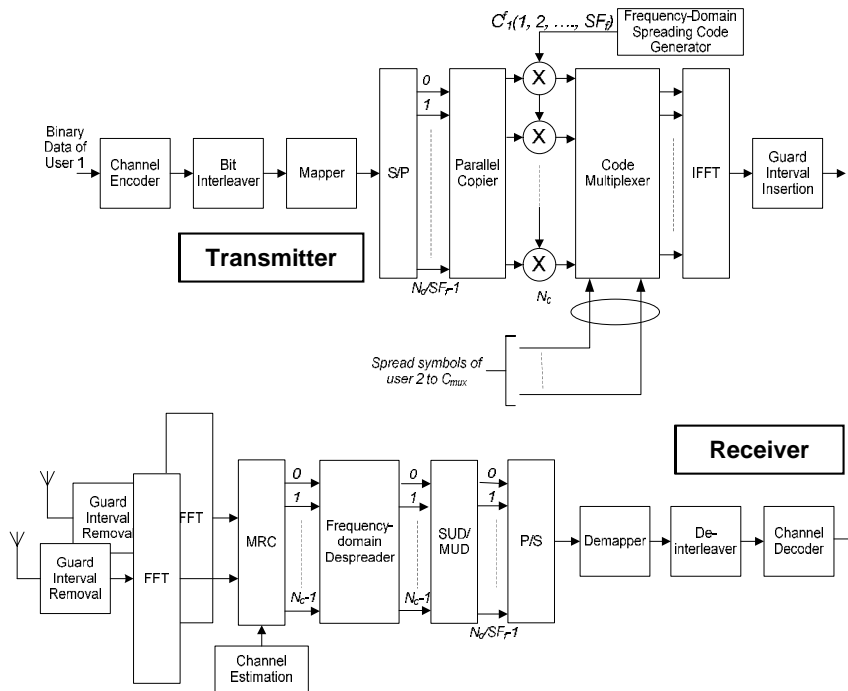 C^f_1(1, 2, ...., SF_f)
Frequency-Domain
Spreading Code
Generator
0
1
Binary
Data of
User 1
Channel
Encoder
Bit
Interleaver
Mapper
S/P
Parallel
Copier
X
X
X
Code
Multiplexer
IFFT
Guard
Interval
Insertion
Transmitter
N_c/SF_f-1
N_c
Spread symbols of
user 2 to C_mux
Receiver
Guard
Interval
Removal
FFT
Guard
Interval
Removal
FFT
MRC
0
1
N_c-1
Frequency-
domain
Despreader
0
1
N_c-1
SUD/
MUD
0
1
N_c/SF_f-1
P/S
Demapper
De-
interleaver
Channel
Decoder
Channel
Estimation